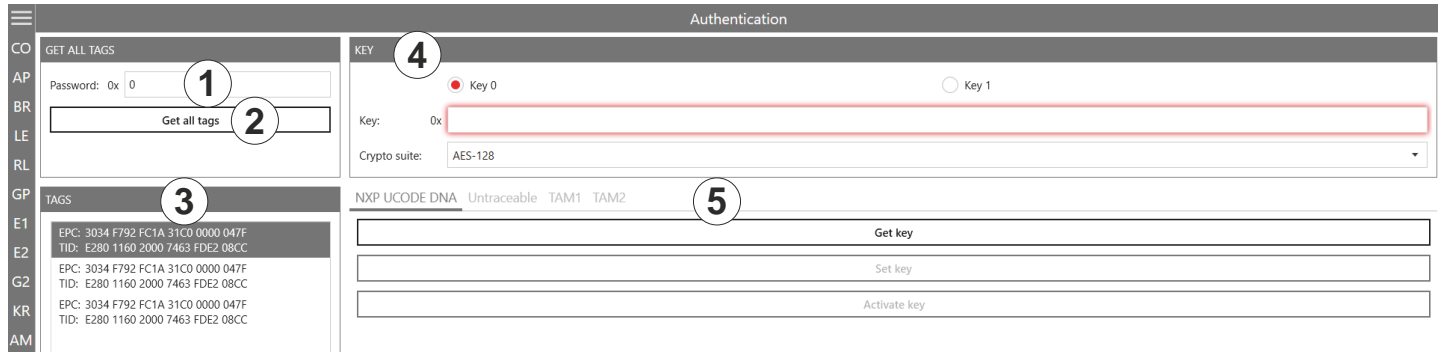 Authentication
CO
AP
BR
LE
RL
GP
E1
E2
G2
KR
AM
GET ALL TAGS
Password: 0x 0
1
Get all tags
2
TAGS
3
EPC: 3034 F792 FC1A 31C0 0000 047F
TID: E280 1160 2000 7463 FDE2 08CC
EPC: 3034 F792 FC1A 31C0 0000 047F
TID: E280 1160 2000 7463 FDE2 08CC
EPC: 3034 F792 FC1A 31C0 0000 047F
TID: E280 1160 2000 7463 FDE2 08CC
KEY
4
Key 0 Key 1
Key: 0x
Crypto suite: AES-128
NXP UCODE DNA Untraceable TAM1 TAM2
5
Get key
Set key
Activate key